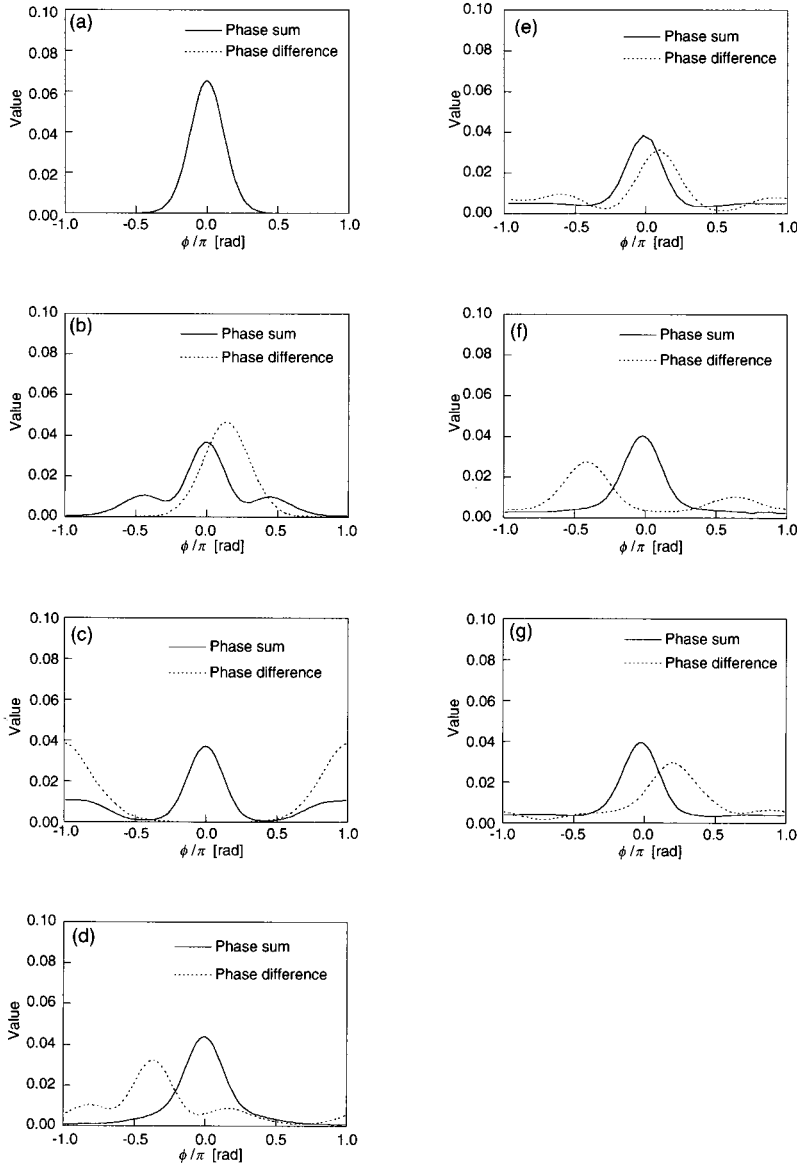 (a)
Phase sum
Phase difference
Value
0.10
0.08
0.06
0.04
0.02
0.00
-1.0 -0.5 0.0 0.5 1.0
ϕ/π [rad]
(b)
Phase sum
Phase difference
Value
0.10
0.08
0.06
0.04
0.02
0.00
-1.0 -0.5 0.0 0.5 1.0
ϕ/π [rad]
(c)
Phase sum
Phase difference
Value
0.10
0.08
0.06
0.04
0.02
0.00
-1.0 -0.5 0.0 0.5 1.0
ϕ/π [rad]
(d)
Phase sum
Phase difference
Value
0.10
0.08
0.06
0.04
0.02
0.00
-1.0 -0.5 0.0 0.5 1.0
ϕ/π [rad]
(e)
Phase sum
Phase difference
Value
0.10
0.08
0.06
0.04
0.02
0.00
-1.0 -0.5 0.0 0.5 1.0
ϕ/π [rad]
(f)
Phase sum
Phase difference
Value
0.10
0.08
0.06
0.04
0.02
0.00
-1.0 -0.5 0.0 0.5 1.0
ϕ/π [rad]
(g)
Phase sum
Phase difference
Value
0.10
0.08
0.06
0.04
0.02
0.00
-1.0 -0.5 0.0 0.5 1.0
ϕ/π [rad]